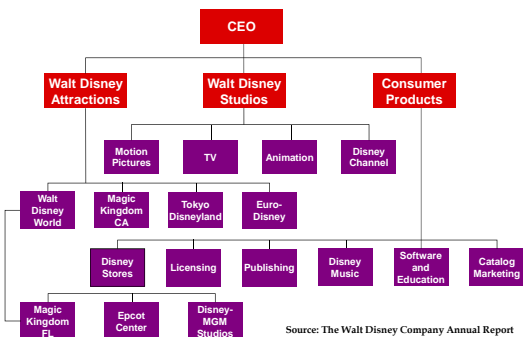 CEO
Walt Disney
Attractions
Walt Disney
Studios
Consumer
Products
Motion
Pictures
TV
Animation
Disney
Channel
Walt
Disney
World
Magic
Kingdom
CA
Tokyo
Disneyland
Euro-
Disney
Disney
Stores
Licensing
Publishing
Disney
Music
Software
and
Education
Catalog
Marketing
Magic
Kingdom
FL
Epcot
Center
Disney-
MGM
Studios
Source: The Walt Disney Company Annual Report